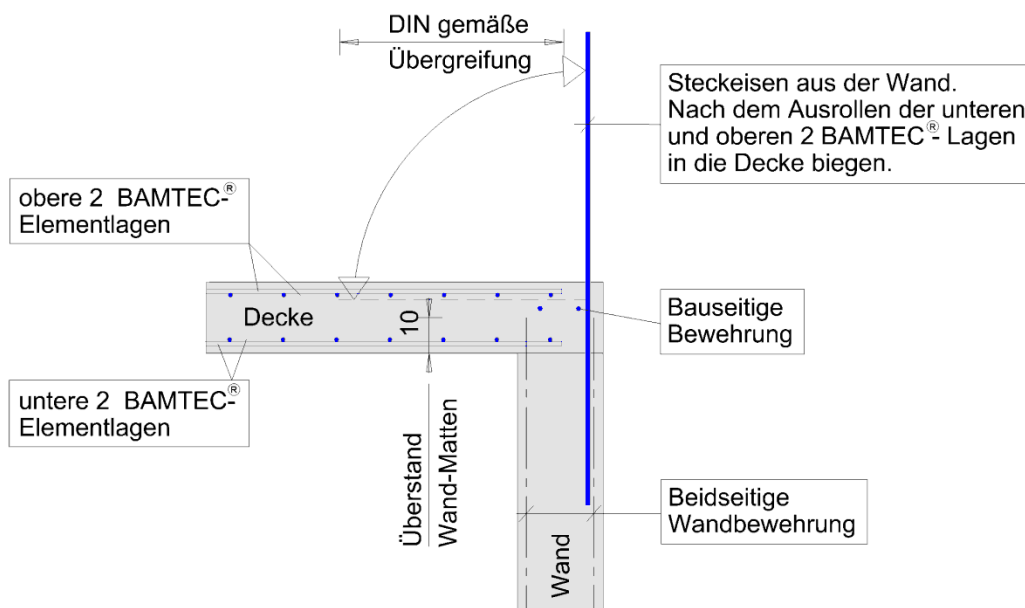 DIN gemäße
Übergreifung
Steckeisen aus der Wand.
Nach dem Ausrollen der unteren
und oberen 2 BAMTEC®- Lagen
in die Decke biegen.
obere 2 BAMTEC-®
Elementlagen
Decke
10
Bauseitige
Bewehrung
untere 2 BAMTEC-®
Elementlagen
Überstand
Wand-Matten
Beidseitige
Wandbewehrung
Wand